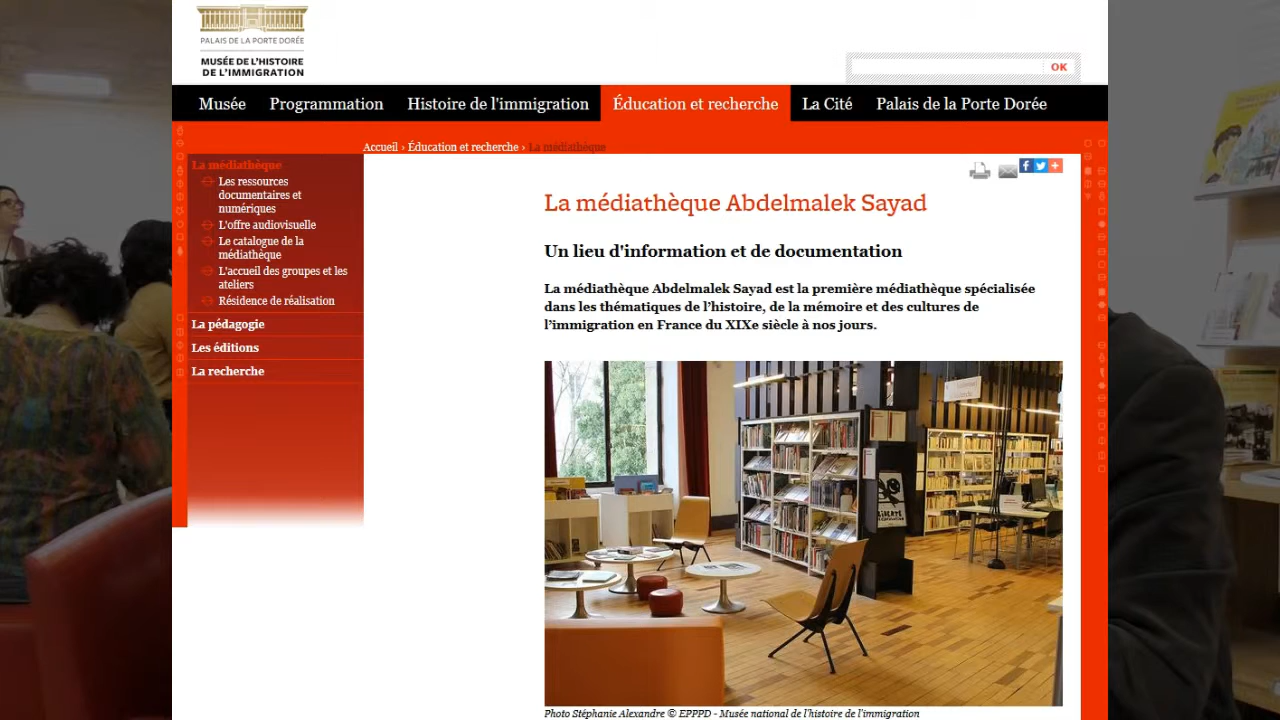 PALAIS DE LA PORTE DORÉE
MUSÉE DE L'HISTOIRE
DE L'IMMIGRATION
OK
Musée
Programmation
Histoire de l'immigration
Éducation et recherche
La Cité
Palais de la Porte Dorée
Accueil › Éducation et recherche › La médiathèque
La médiathèque
Les ressources
documentaires et
numériques
L'offre audiovisuelle
Le catalogue de la
médiathèque
L'accueil des groupes et les
ateliers
Résidence de réalisation
La pédagogie
Les éditions
La recherche
La médiathèque Abdelmalek Sayad
Un lieu d'information et de documentation
La médiathèque Abdelmalek Sayad est la première médiathèque spécialisée
dans les thématiques de l’histoire, de la mémoire et des cultures de
l’immigration en France du XIXe siècle à nos jours.
Photo Stéphanie Alexandre © EPPPD - Musée national de l'histoire de l'immigration